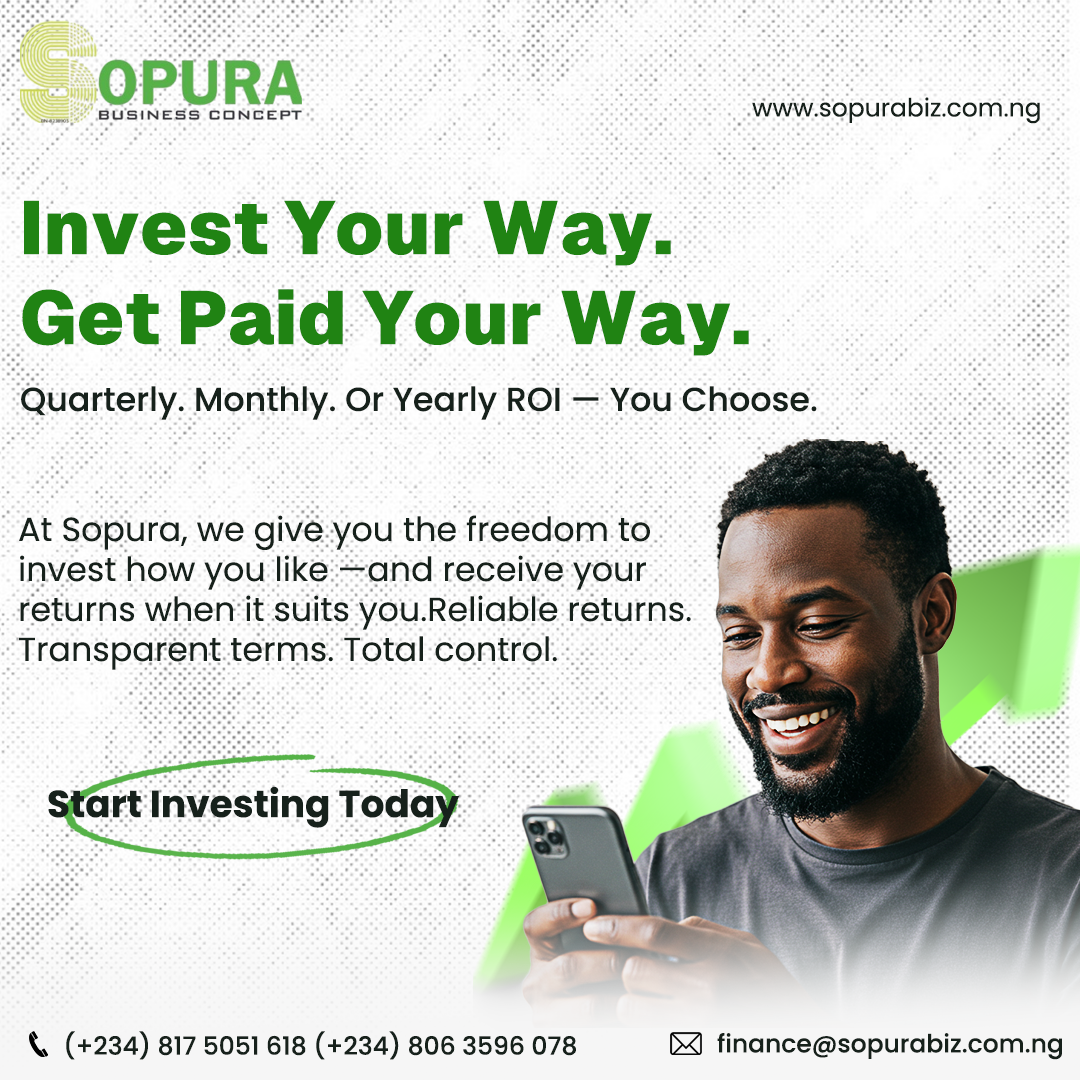 SOPURA
BUSINESS CONCEPT
www.sopurabiz.com.ng
Invest Your Way.
Get Paid Your Way.
Quarterly. Monthly. Or Yearly ROI — You Choose.
At Sopura, we give you the freedom to
invest how you like —and receive your
returns when it suits you.Reliable returns.
Transparent terms. Total control.
Start Investing Today
(+234) 817 5051 618 (+234) 806 3596 078
finance@sopurabiz.com.ng